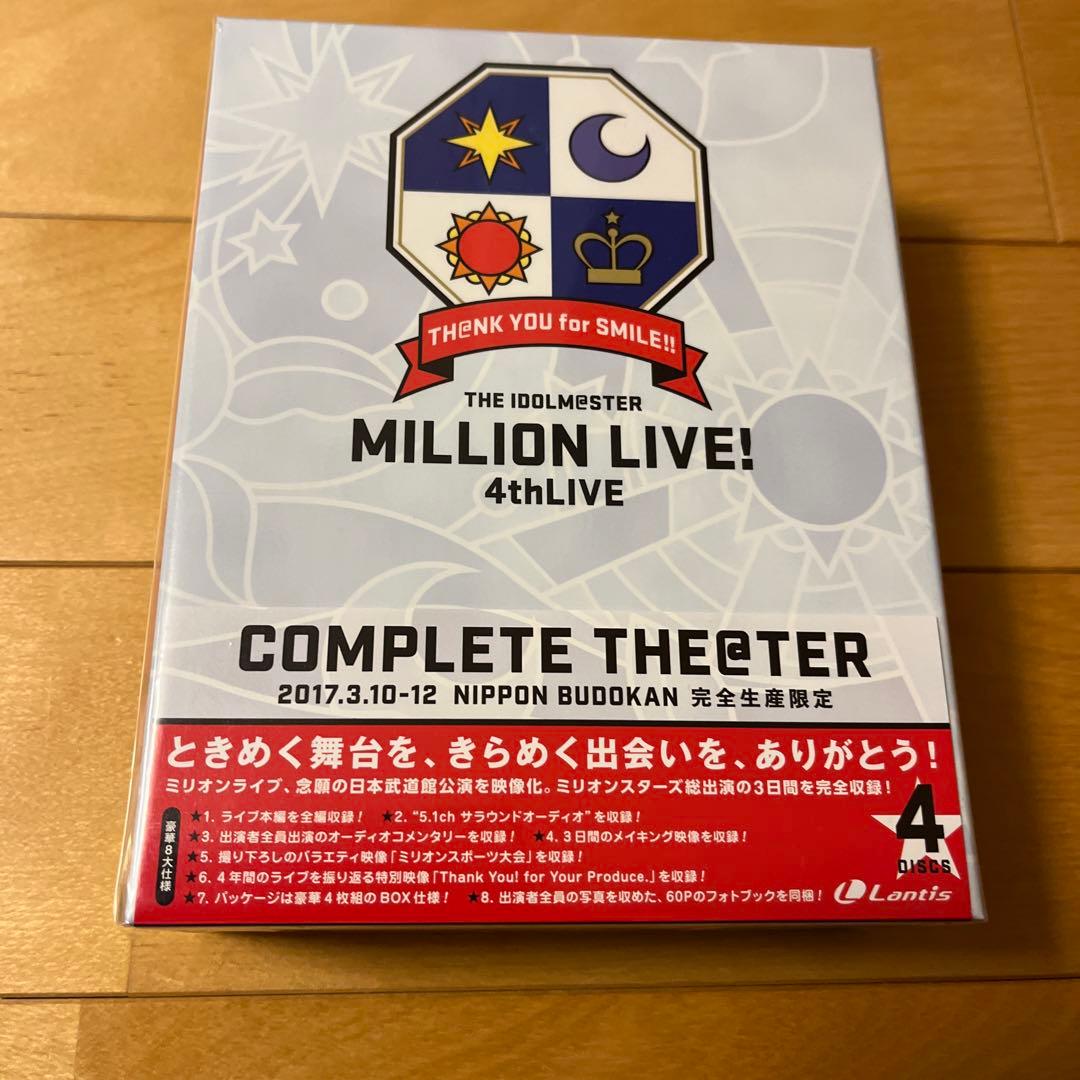 TH@NK YOU for SMILE!!
THE IDOLM@STER
MILLION LIVE!
4thLIVE
COMPLETE THE@TER
2017.3.10-12 NIPPON BUDOKAN 完全生産限定
ときめく舞台を、きらめく出会いを、ありがとう!
ミリオンライブ、念願の日本武道館公演を映像化。ミリオンスターズ総出演の3日間を完全収録!
豪華8大仕様
★1. ライブ本編を全編収録! ★2. “5.1ch サラウンドオーディオ”を収録!
★3. 出演者全員出演のオーディオコメンタリーを収録! ★4. 3日間のメイキング映像を収録!
★5. 撮り下ろしのバラエティ映像「ミリオンスポーツ大会」を収録!
★6. 4年間のライブを振り返る特別映像「Thank You! for Your Produce.」を収録!
★7. パッケージは豪華4枚組のBOX仕様! ★8. 出演者全員の写真を収めた、60Pのフォトブックを同梱!
4
DISCS
Lantis